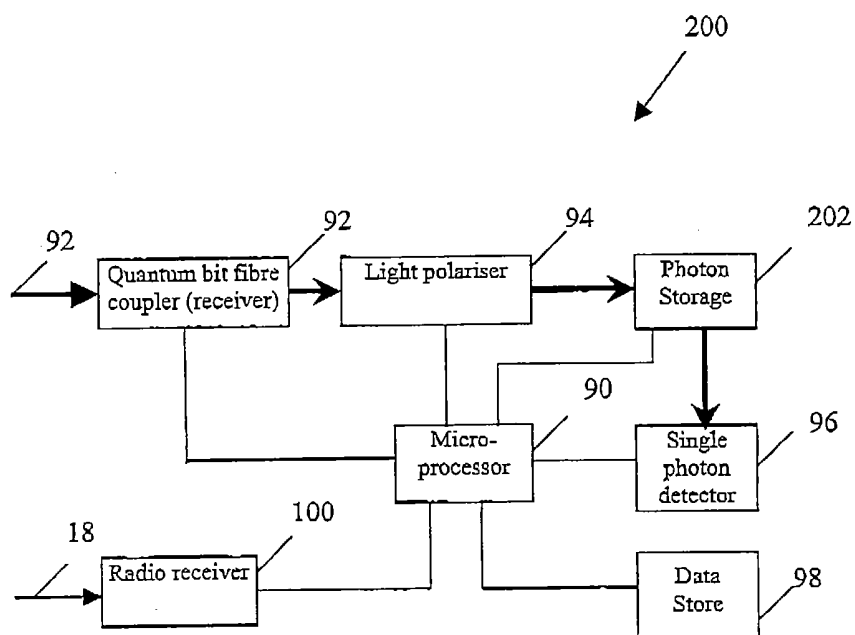 200
92
92
94
202
Quantum bit fibre
coupler (receiver)
Light polariser
Photon
Storage
90
96
Micro-
processor
Single
photon
detector
18
100
Radio receiver
Data
Store
98